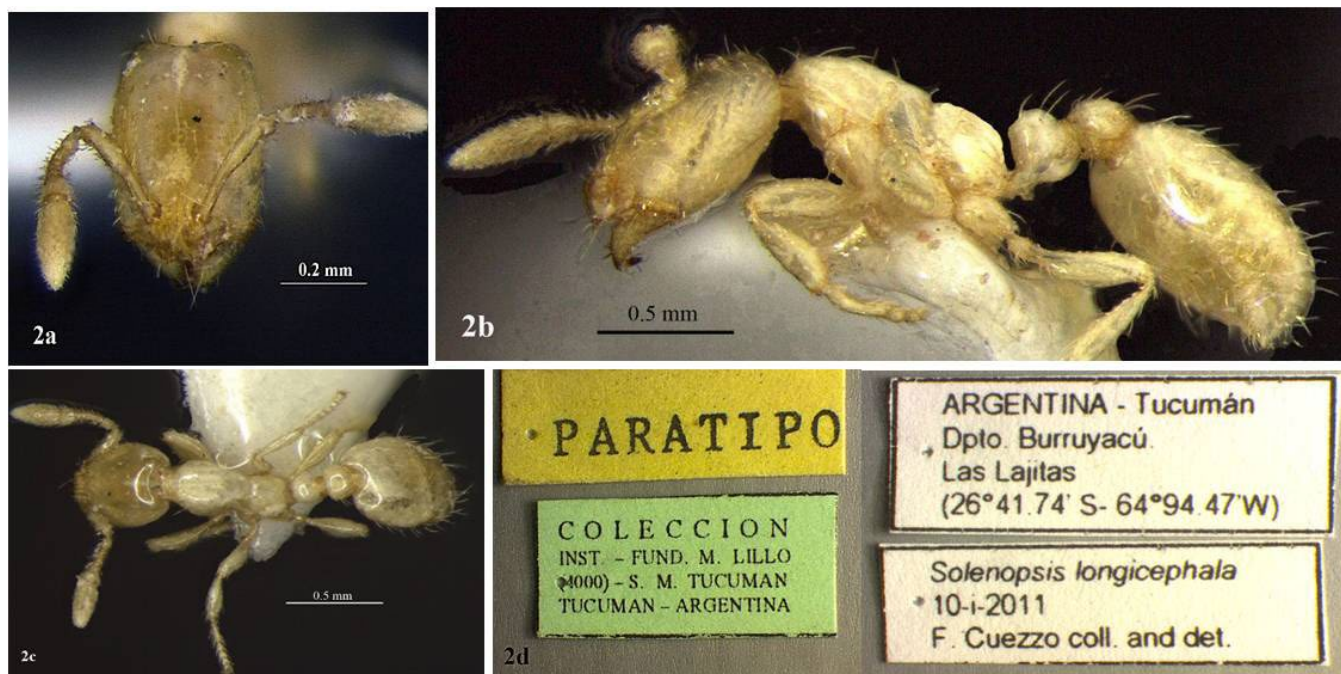 2a
0.2 mm
2b
0.5 mm
2c
0.5 mm
2d
PARATIPO
COLECCION
INST. - FUND. M. LILLO
(4000) - S. M. TUCUMAN
TUCUMAN - ARGENTINA
ARGENTINA - Tucumán
Dpto. Burruyacú.
Las Lajitas
(26°41.74' S- 64°94.47'W)
Solenopsis longicephala
10-i-2011
F. Cuezzo coll. and det.